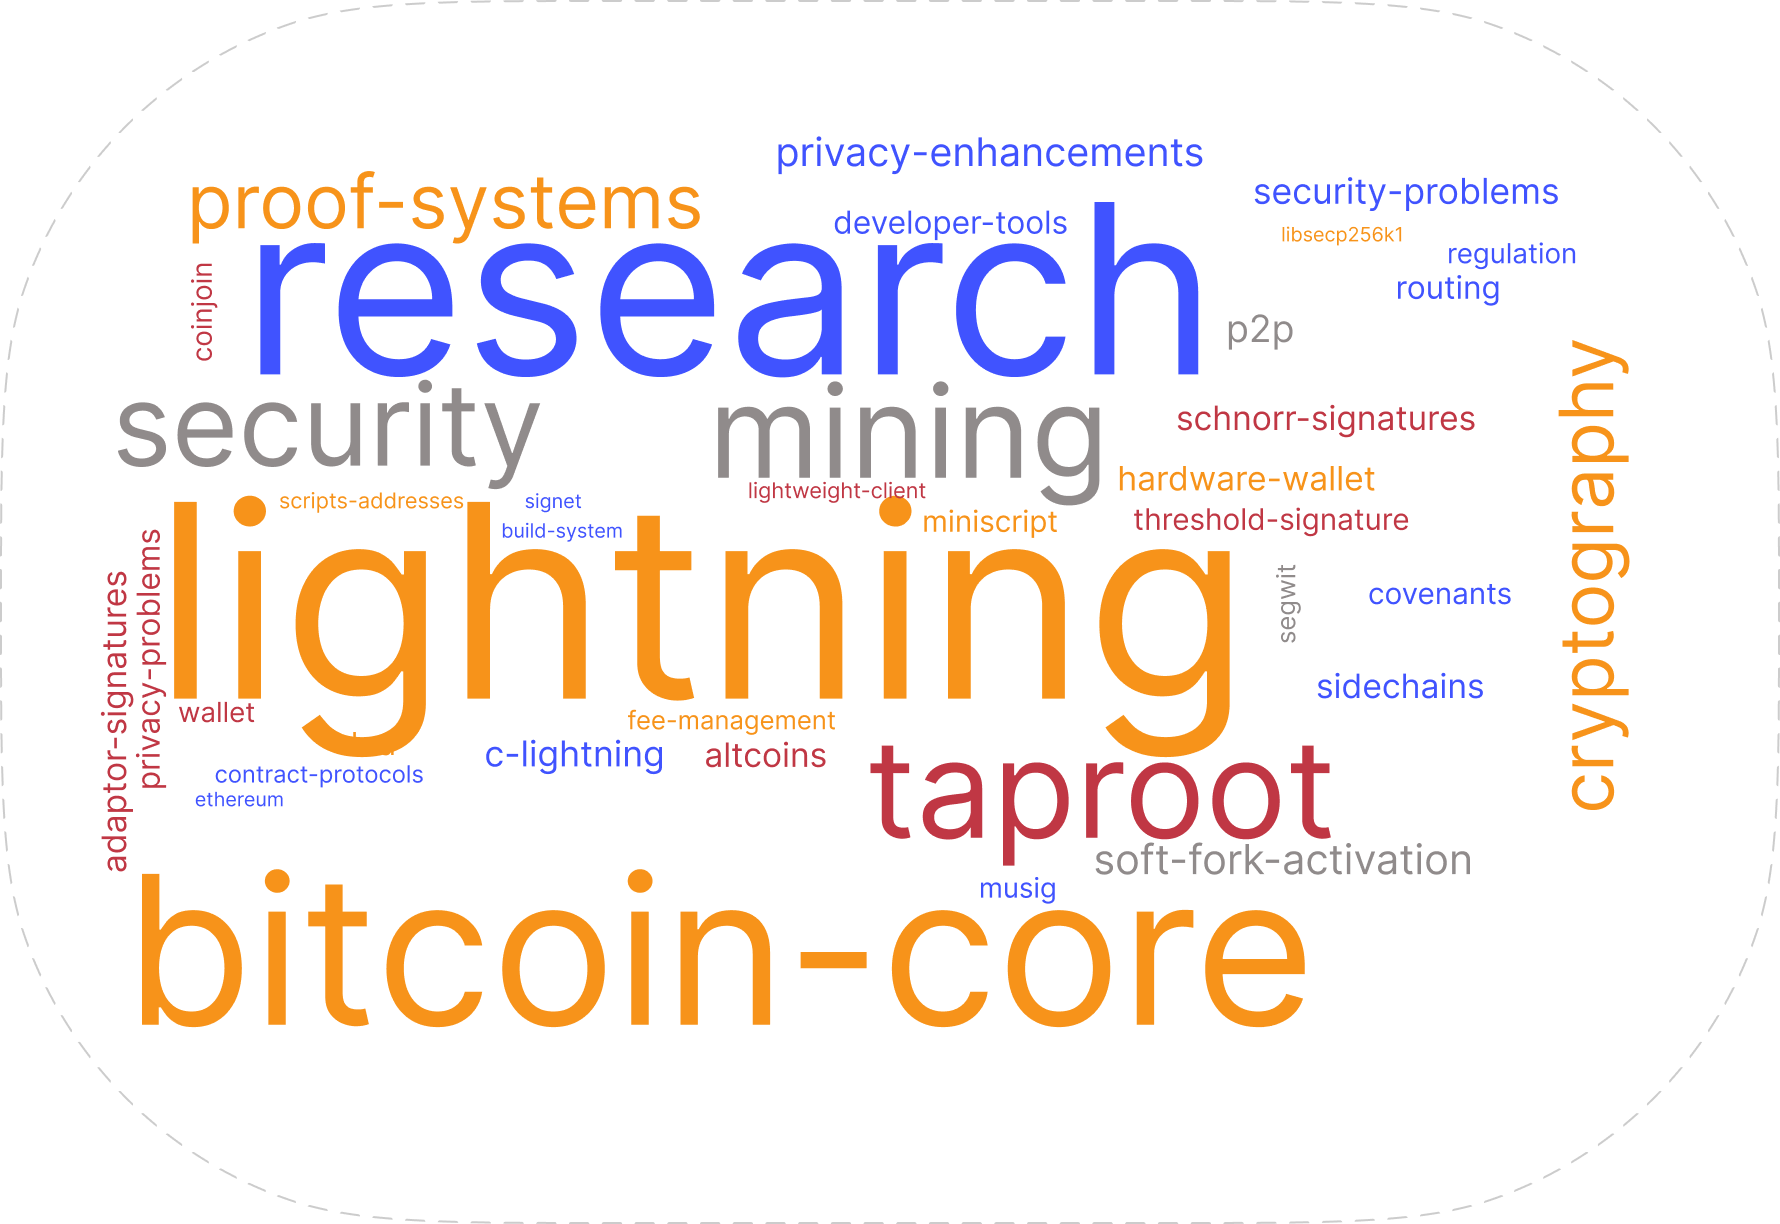 privacy-enhancements
proof-systems
security-problems
developer-tools
libsecp256k1
regulation
research
coinjoin
routing
p2p
cryptography
security
mining
schnorr-signatures
hardware-wallet
lightweight-client
scripts-addresses
signet
miniscript
threshold-signature
build-system
lightning
privacy-problems
adaptor-signatures
segwit
covenants
sidechains
wallet
fee-management
c-lightning
altcoins
contract-protocols
taproot
ethereum
soft-fork-activation
musig
bitcoin-core